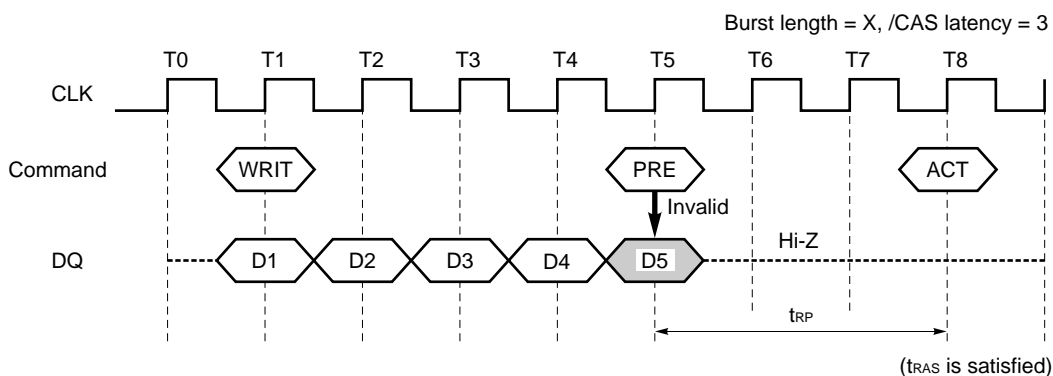 Burst length = X, /CAS latency = 3
T0 T1 T2 T3 T4 T5 T6 T7 T8
CLK
Command WRIT PRE ACT
Invalid
DQ D1 D2 D3 D4 D5 Hi-Z
tRP
(tRAS is satisfied)